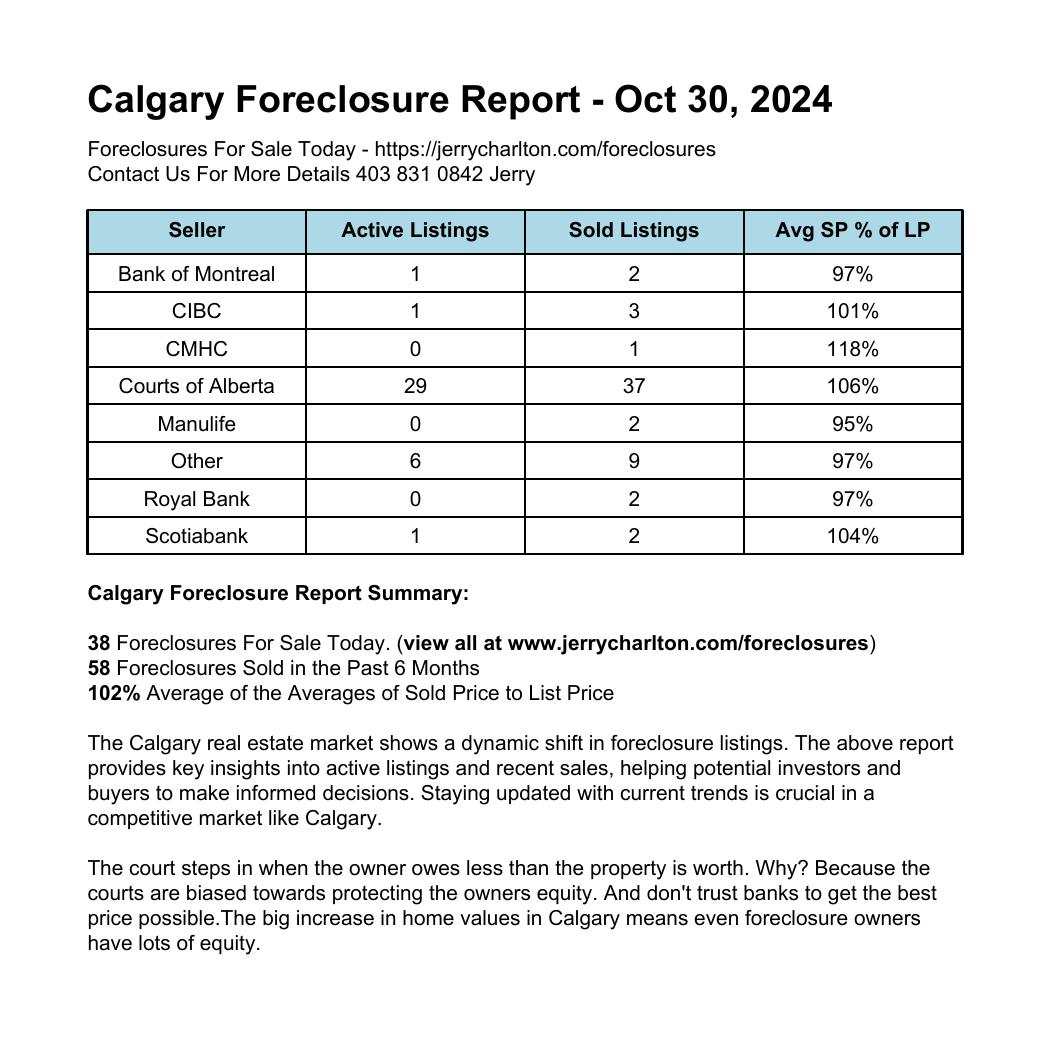 Calgary Foreclosure Report - Oct 30, 2024
Foreclosures For Sale Today - https://jerrycharlton.com/foreclosures
Contact Us For More Details 403 831 0842 Jerry
Seller Active Listings Sold Listings Avg SP % of LP
Bank of Montreal 1 2 97%
CIBC 1 3 101%
CMHC 0 1 118%
Courts of Alberta 29 37 106%
Manulife 0 2 95%
Other 6 9 97%
Royal Bank 0 2 97%
Scotiabank 1 2 104%
Calgary Foreclosure Report Summary:
38 Foreclosures For Sale Today. (view all at www.jerrycharlton.com/foreclosures)
58 Foreclosures Sold in the Past 6 Months
102% Average of the Averages of Sold Price to List Price
The Calgary real estate market shows a dynamic shift in foreclosure listings. The above report
provides key insights into active listings and recent sales, helping potential investors and
buyers to make informed decisions. Staying updated with current trends is crucial in a
competitive market like Calgary.
The court steps in when the owner owes less than the property is worth. Why? Because the
courts are biased towards protecting the owners equity. And don't trust banks to get the best
price possible.The big increase in home values in Calgary means even foreclosure owners
have lots of equity.